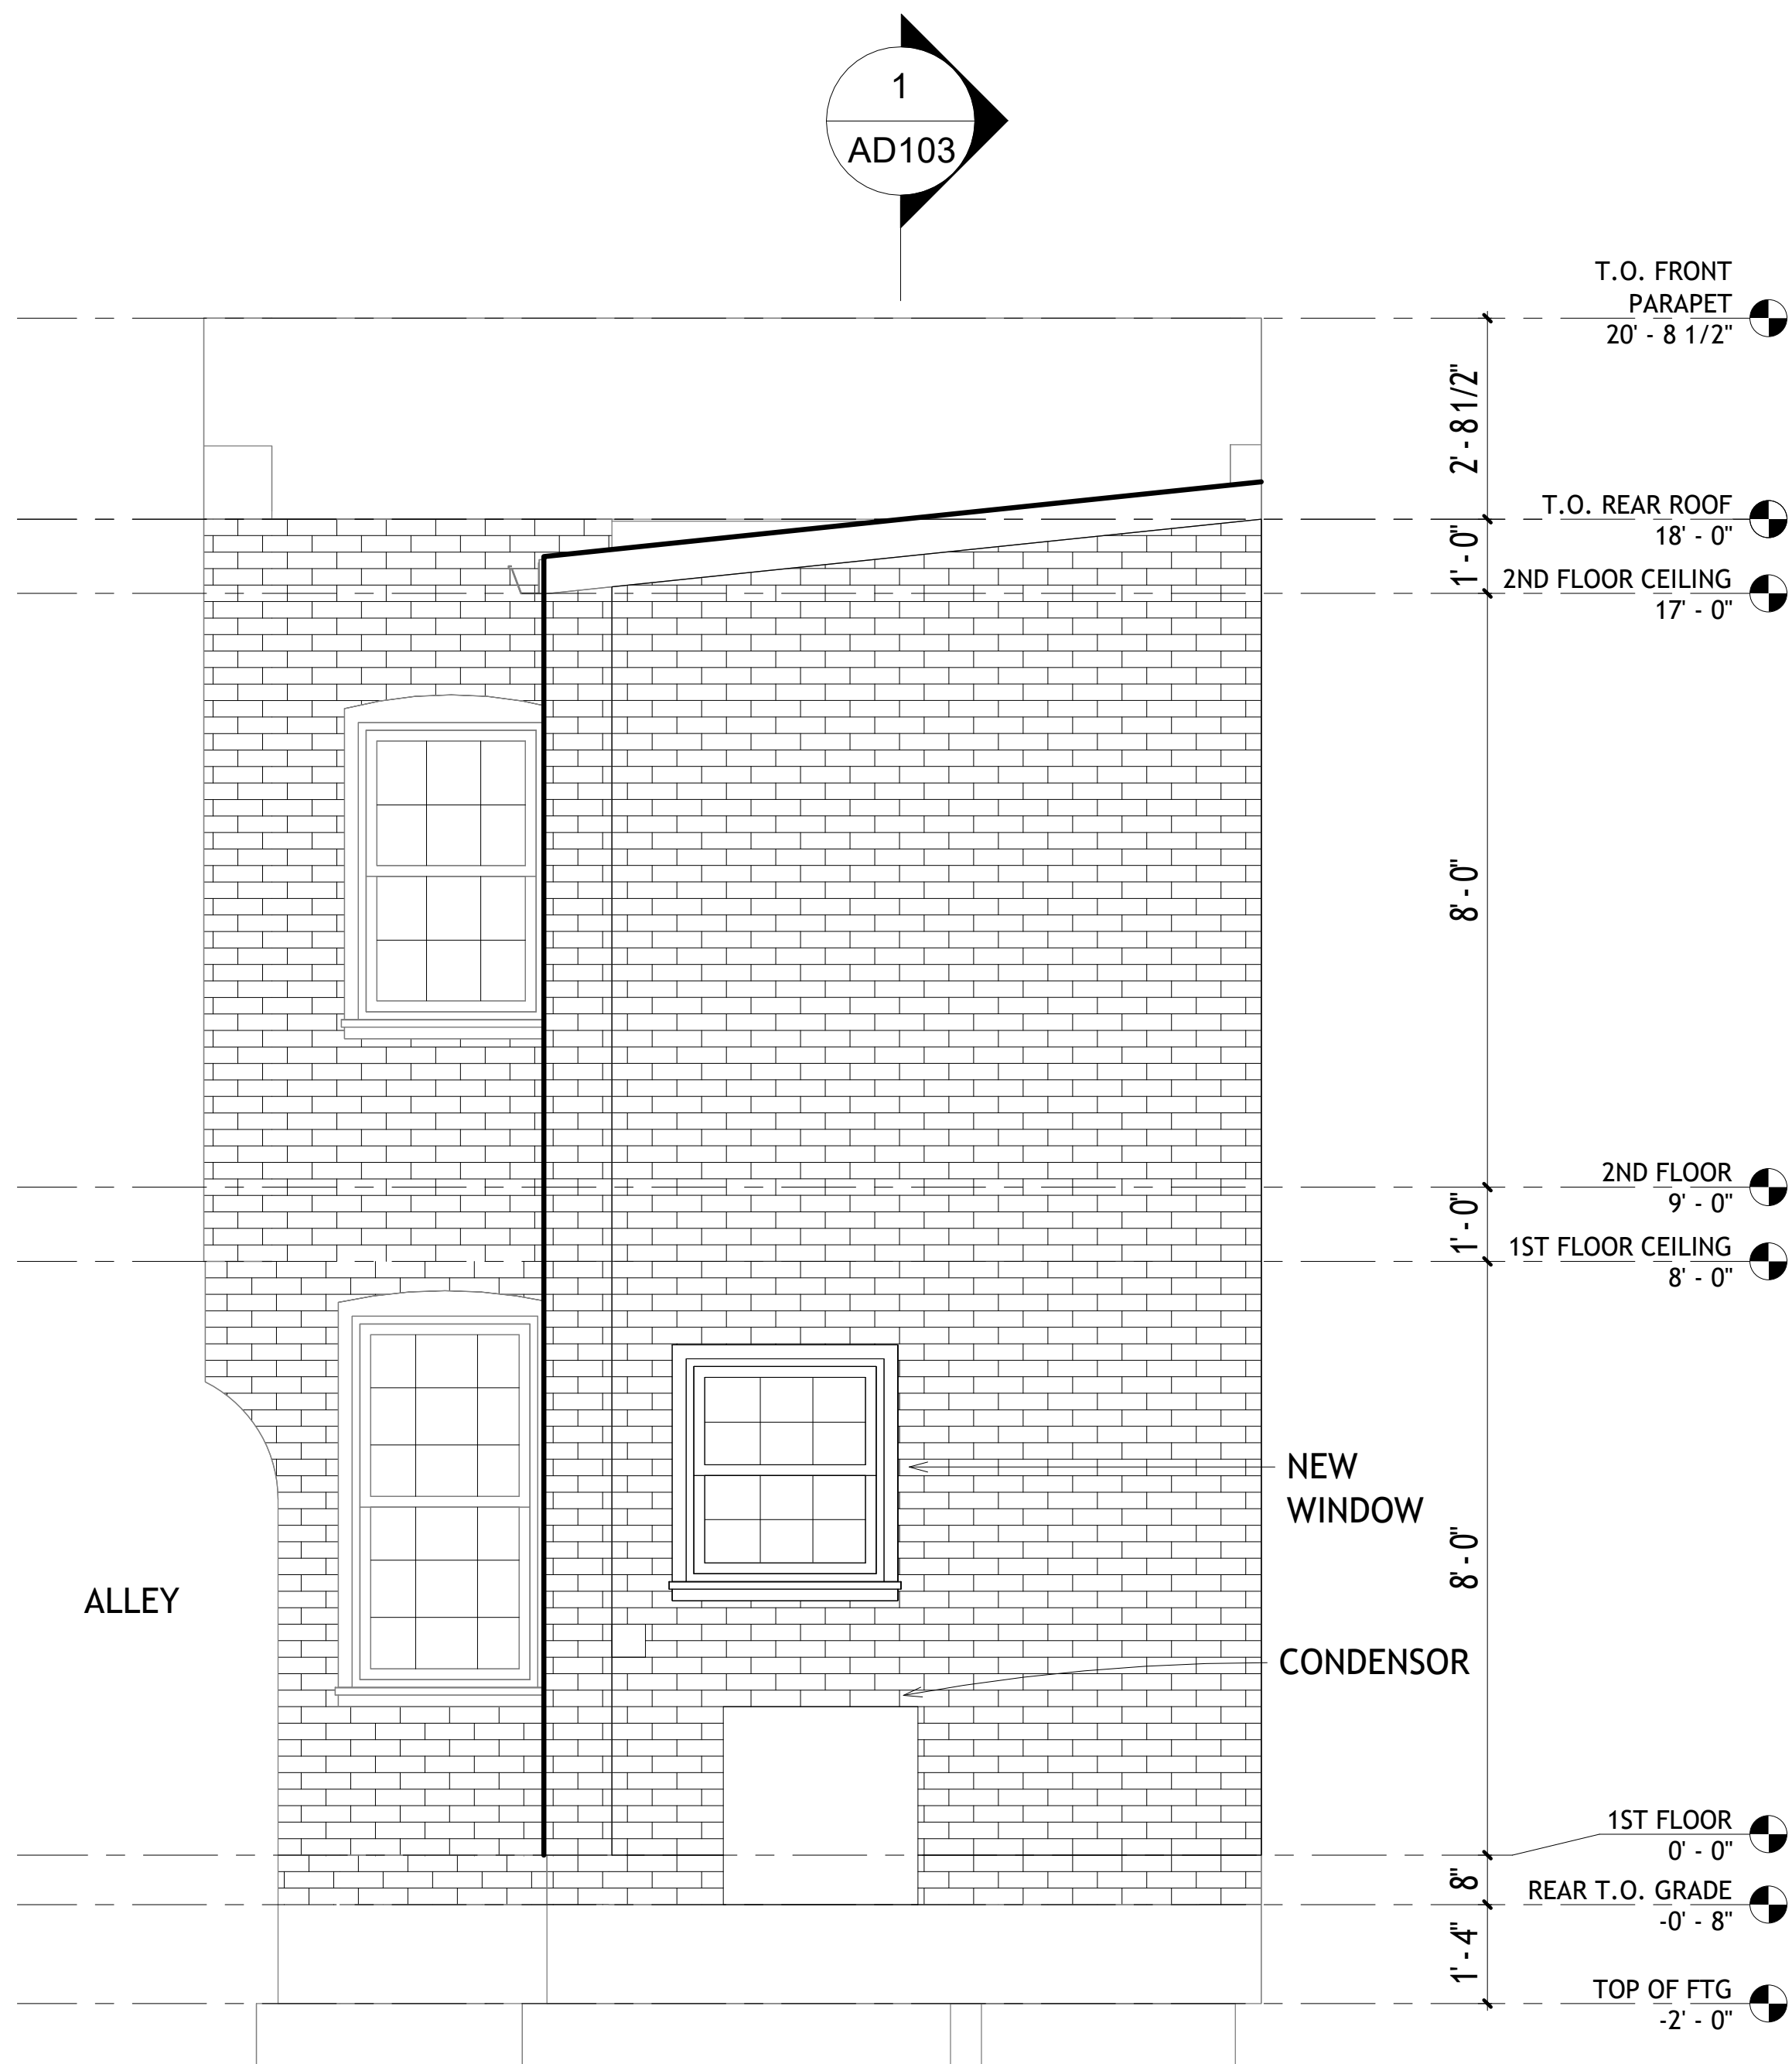 1
AD103
T.O. FRONT
PARAPET
20' - 8 1/2"
2' - 8 1/2"
T.O. REAR ROOF
18' - 0"
1' - 0"
2ND FLOOR CEILING
17' - 0"
8' - 0"
2ND FLOOR
9' - 0"
1' - 0"
1ST FLOOR CEILING
8' - 0"
NEW
WINDOW
8' - 0"
ALLEY
CONDENSOR
1ST FLOOR
0' - 0"
8"
REAR T.O. GRADE
-0' - 8"
1' - 4"
TOP OF FTG
-2' - 0"